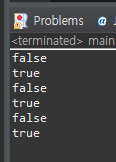 Problems @
<terminated> main
false
true
false
true
false
true